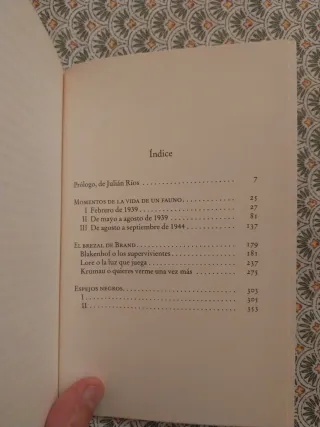 Índice
Prólogo, de Julián Ríos . . . . . . . . . . . . . . . . . . . . 7
Momentos de la vida de un fauno . . . . . . . . . . 25
I Febrero de 1939 . . . . . . . . . . . . . . . . . . . . 27
II De mayo a agosto de 1939 . . . . . . . . . . . . . 81
III De agosto a septiembre de 1944 . . . . . . . . . 137
El brezal de Brand . . . . . . . . . . . . . . . . . . . . 179
Blakenhof o los supervivientes . . . . . . . . . . . . 181
Lore o la luz que juega . . . . . . . . . . . . . . . . . 237
Krumau o quieres verme una vez más . . . . . . . 275
Espejos negros . . . . . . . . . . . . . . . . . . . . . . . 303
I . . . . . . . . . . . . . . . . . . . . . . . . . . . . . . . 305
II . . . . . . . . . . . . . . . . . . . . . . . . . . . . . . 353